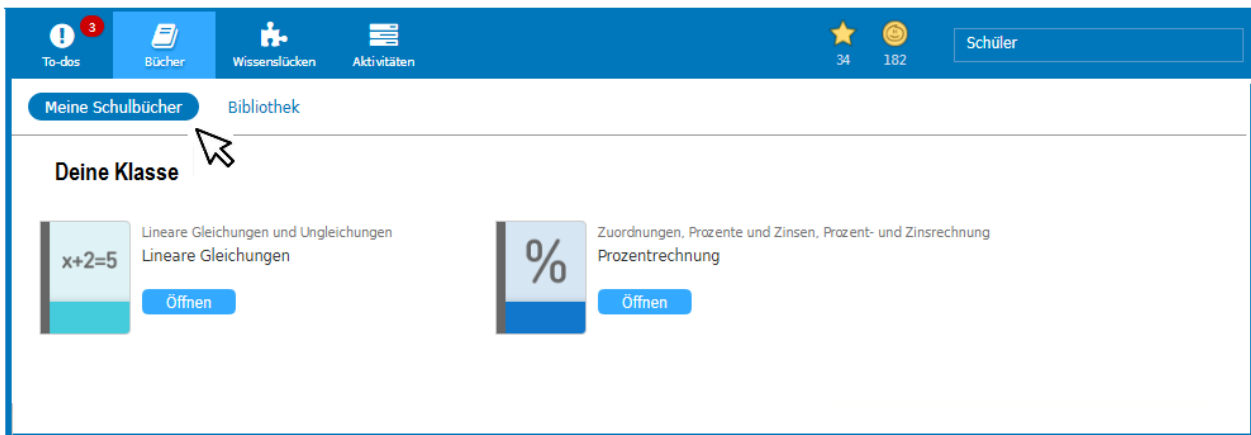 3
To-dos
Bücher
Wissenslücken
Aktivitäten
34
182
Schüler
Meine Schulbücher
Bibliothek
Deine Klasse
x+2=5
Lineare Gleichungen und Ungleichungen
Lineare Gleichungen
Öffnen
%
Zuordnungen, Prozente und Zinsen, Prozent- und Zinsrechnung
Prozentrechnung
Öffnen